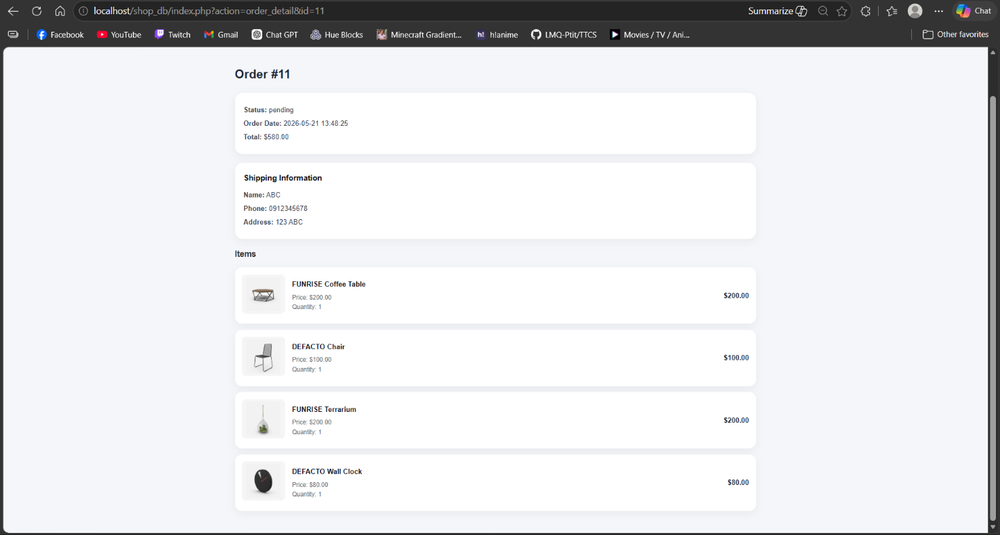 localhost/shop_db/index.php?action=order_detail&id=11
Summarize
Chat
Facebook
YouTube
Twitch
Gmail
Chat GPT
Hue Blocks
Minecraft Gradient...
h!
h!anime
LMQ-Ptit/TTCS
Movies / TV / Ani...
Other favorites
Order #11
Status: pending
Order Date: 2026-05-21 13:48:25
Total: $580.00
Shipping Information
Name: ABC
Phone: 0912345678
Address: 123 ABC
Items
FUNRISE Coffee Table
Price: $200.00
Quantity: 1
$200.00
DEFACTO Chair
Price: $100.00
Quantity: 1
$100.00
FUNRISE Terrarium
Price: $200.00
Quantity: 1
$200.00
DEFACTO Wall Clock
Price: $80.00
Quantity: 1
$80.00